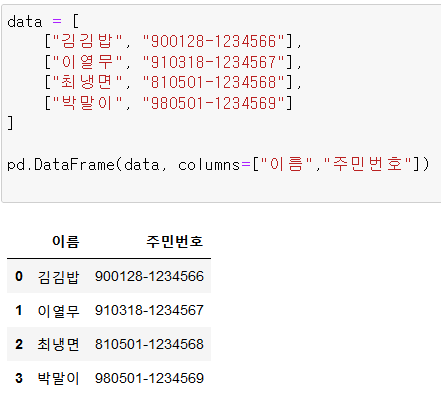 data = [
["김김밥", "900128-1234566"],
["이열무", "910318-1234567"],
["최냉면", "810501-1234568"],
["박말이", "980501-1234569"]
]
pd.DataFrame(data, columns=["이름","주민번호"])
이름 주민번호
0 김김밥 900128-1234566
1 이열무 910318-1234567
2 최냉면 810501-1234568
3 박말이 980501-1234569